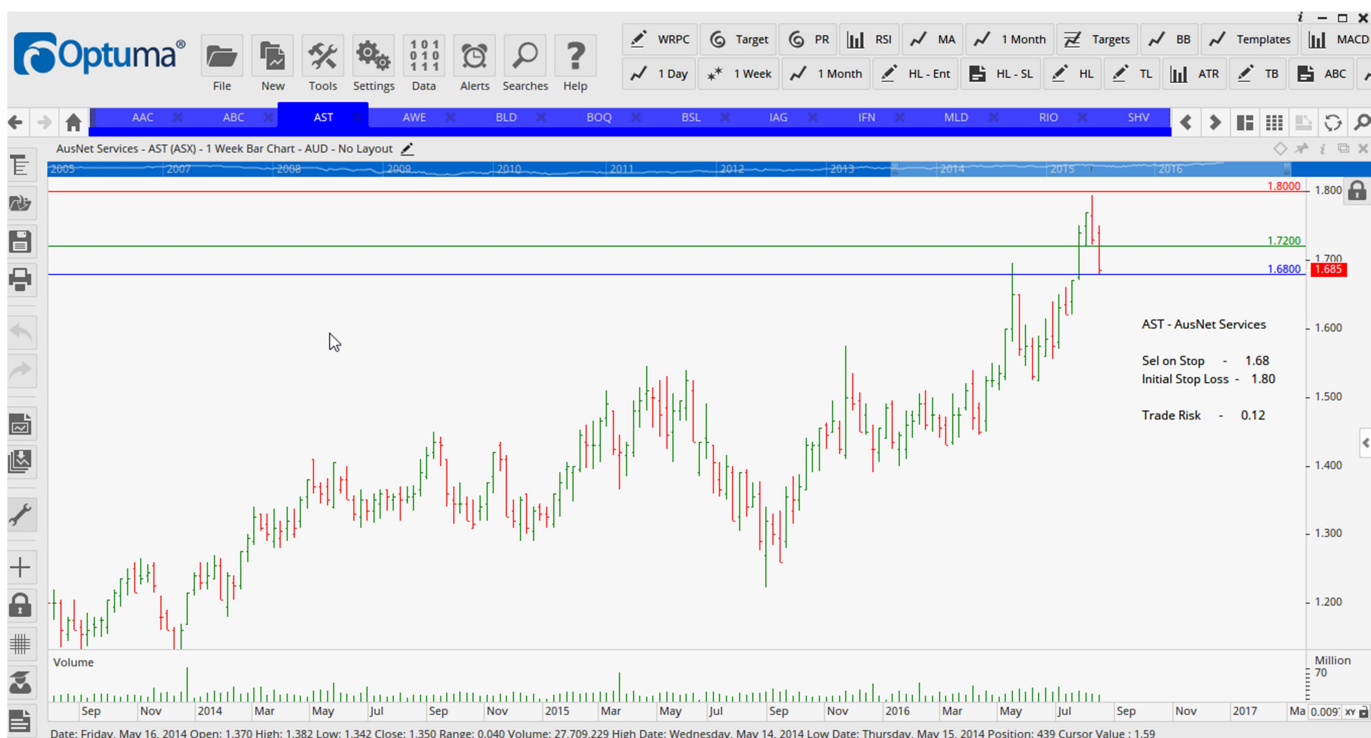 i
Optuma®
File New Tools Settings Data Alerts Searches Help
WRPC Target PR RSI MA 1 Month Targets BB Templates MACD
1 Day 1 Week 1 Month HL - Ent HL - SL HL TL ATR TB ABC
AAC ABC AST AWE BLD BOQ BSL IAG IFN MLD RIO SHV
AusNet Services - AST (ASX) - 1 Week Bar Chart - AUD - No Layout
2005 2007 2008 2009 2010 2011 2012 2013 2014 2015 2016
1.8000 1.800
1.7200
1.700
1.6800 1.685
AST - AusNet Services
1.600
Sel on Stop - 1.68
Initial Stop Loss - 1.80
1.500
Trade Risk - 0.12
1.400
1.300
1.200
Volume Million
70
Sep Nov 2014 Mar May Jul Sep Nov 2015 Mar May Jul Sep Nov 2016 Mar May Jul Sep Nov 2017 Ma 0.009 XY
Date: Friday, May 16, 2014 Open: 1.370 High: 1.382 Low: 1.342 Close: 1.350 Range: 0.040 Volume: 27,709,229 High Date: Wednesday, May 14, 2014 Low Date: Thursday, May 15, 2014 Position: 439 Cursor Value : 1.59